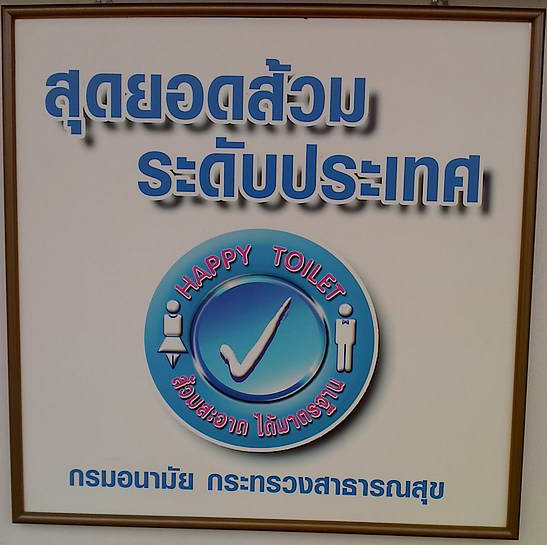 สุดยอดส้วม
ระดับประเทศ
HAPPY TOILET
ส้วมสะอาด ได้มาตรฐาน
กรมอนามัย กระทรวงสาธารณสุข